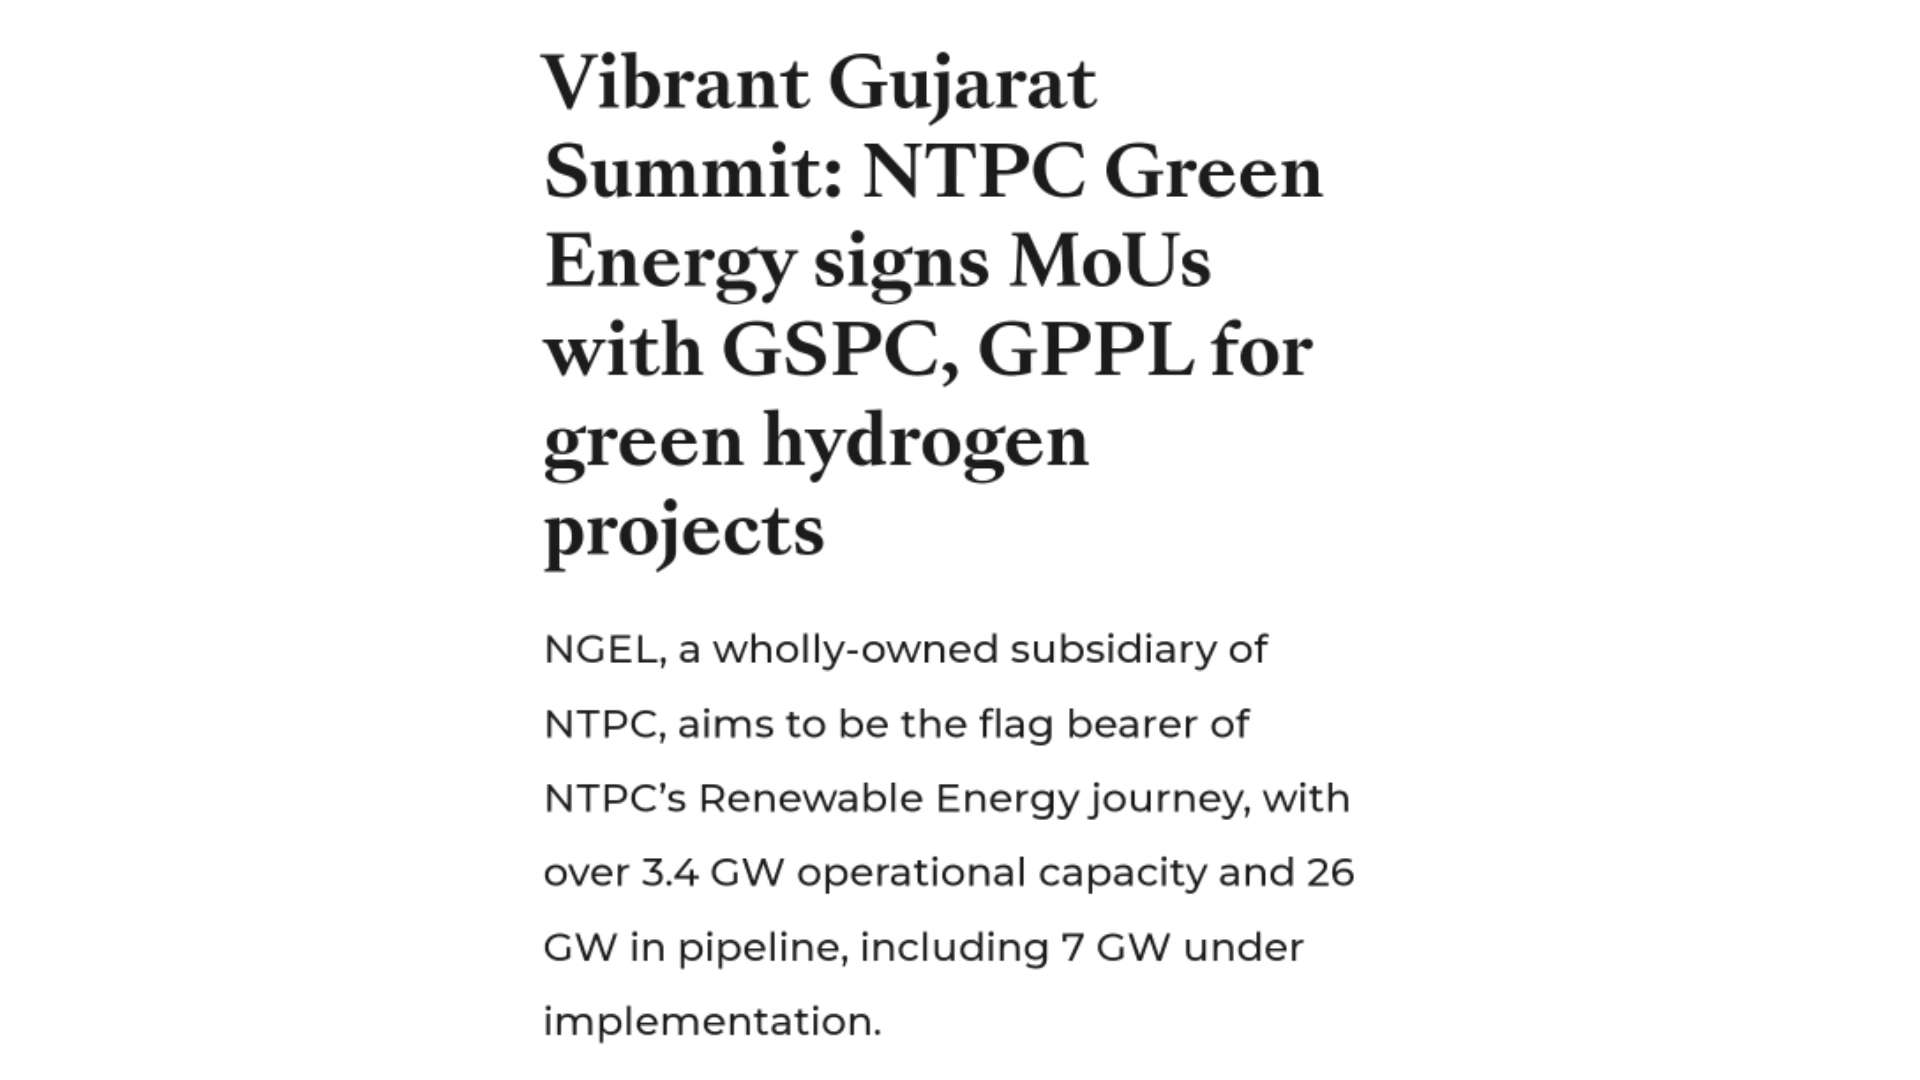 Vibrant Gujarat
Summit: NTPC Green
Energy signs MoUs
with GSPC, GPPL for
green hydrogen
projects
NGEL, a wholly-owned subsidiary of
NTPC, aims to be the flag bearer of
NTPC’s Renewable Energy journey, with
over 3.4 GW operational capacity and 26
GW in pipeline, including 7 GW under
implementation.